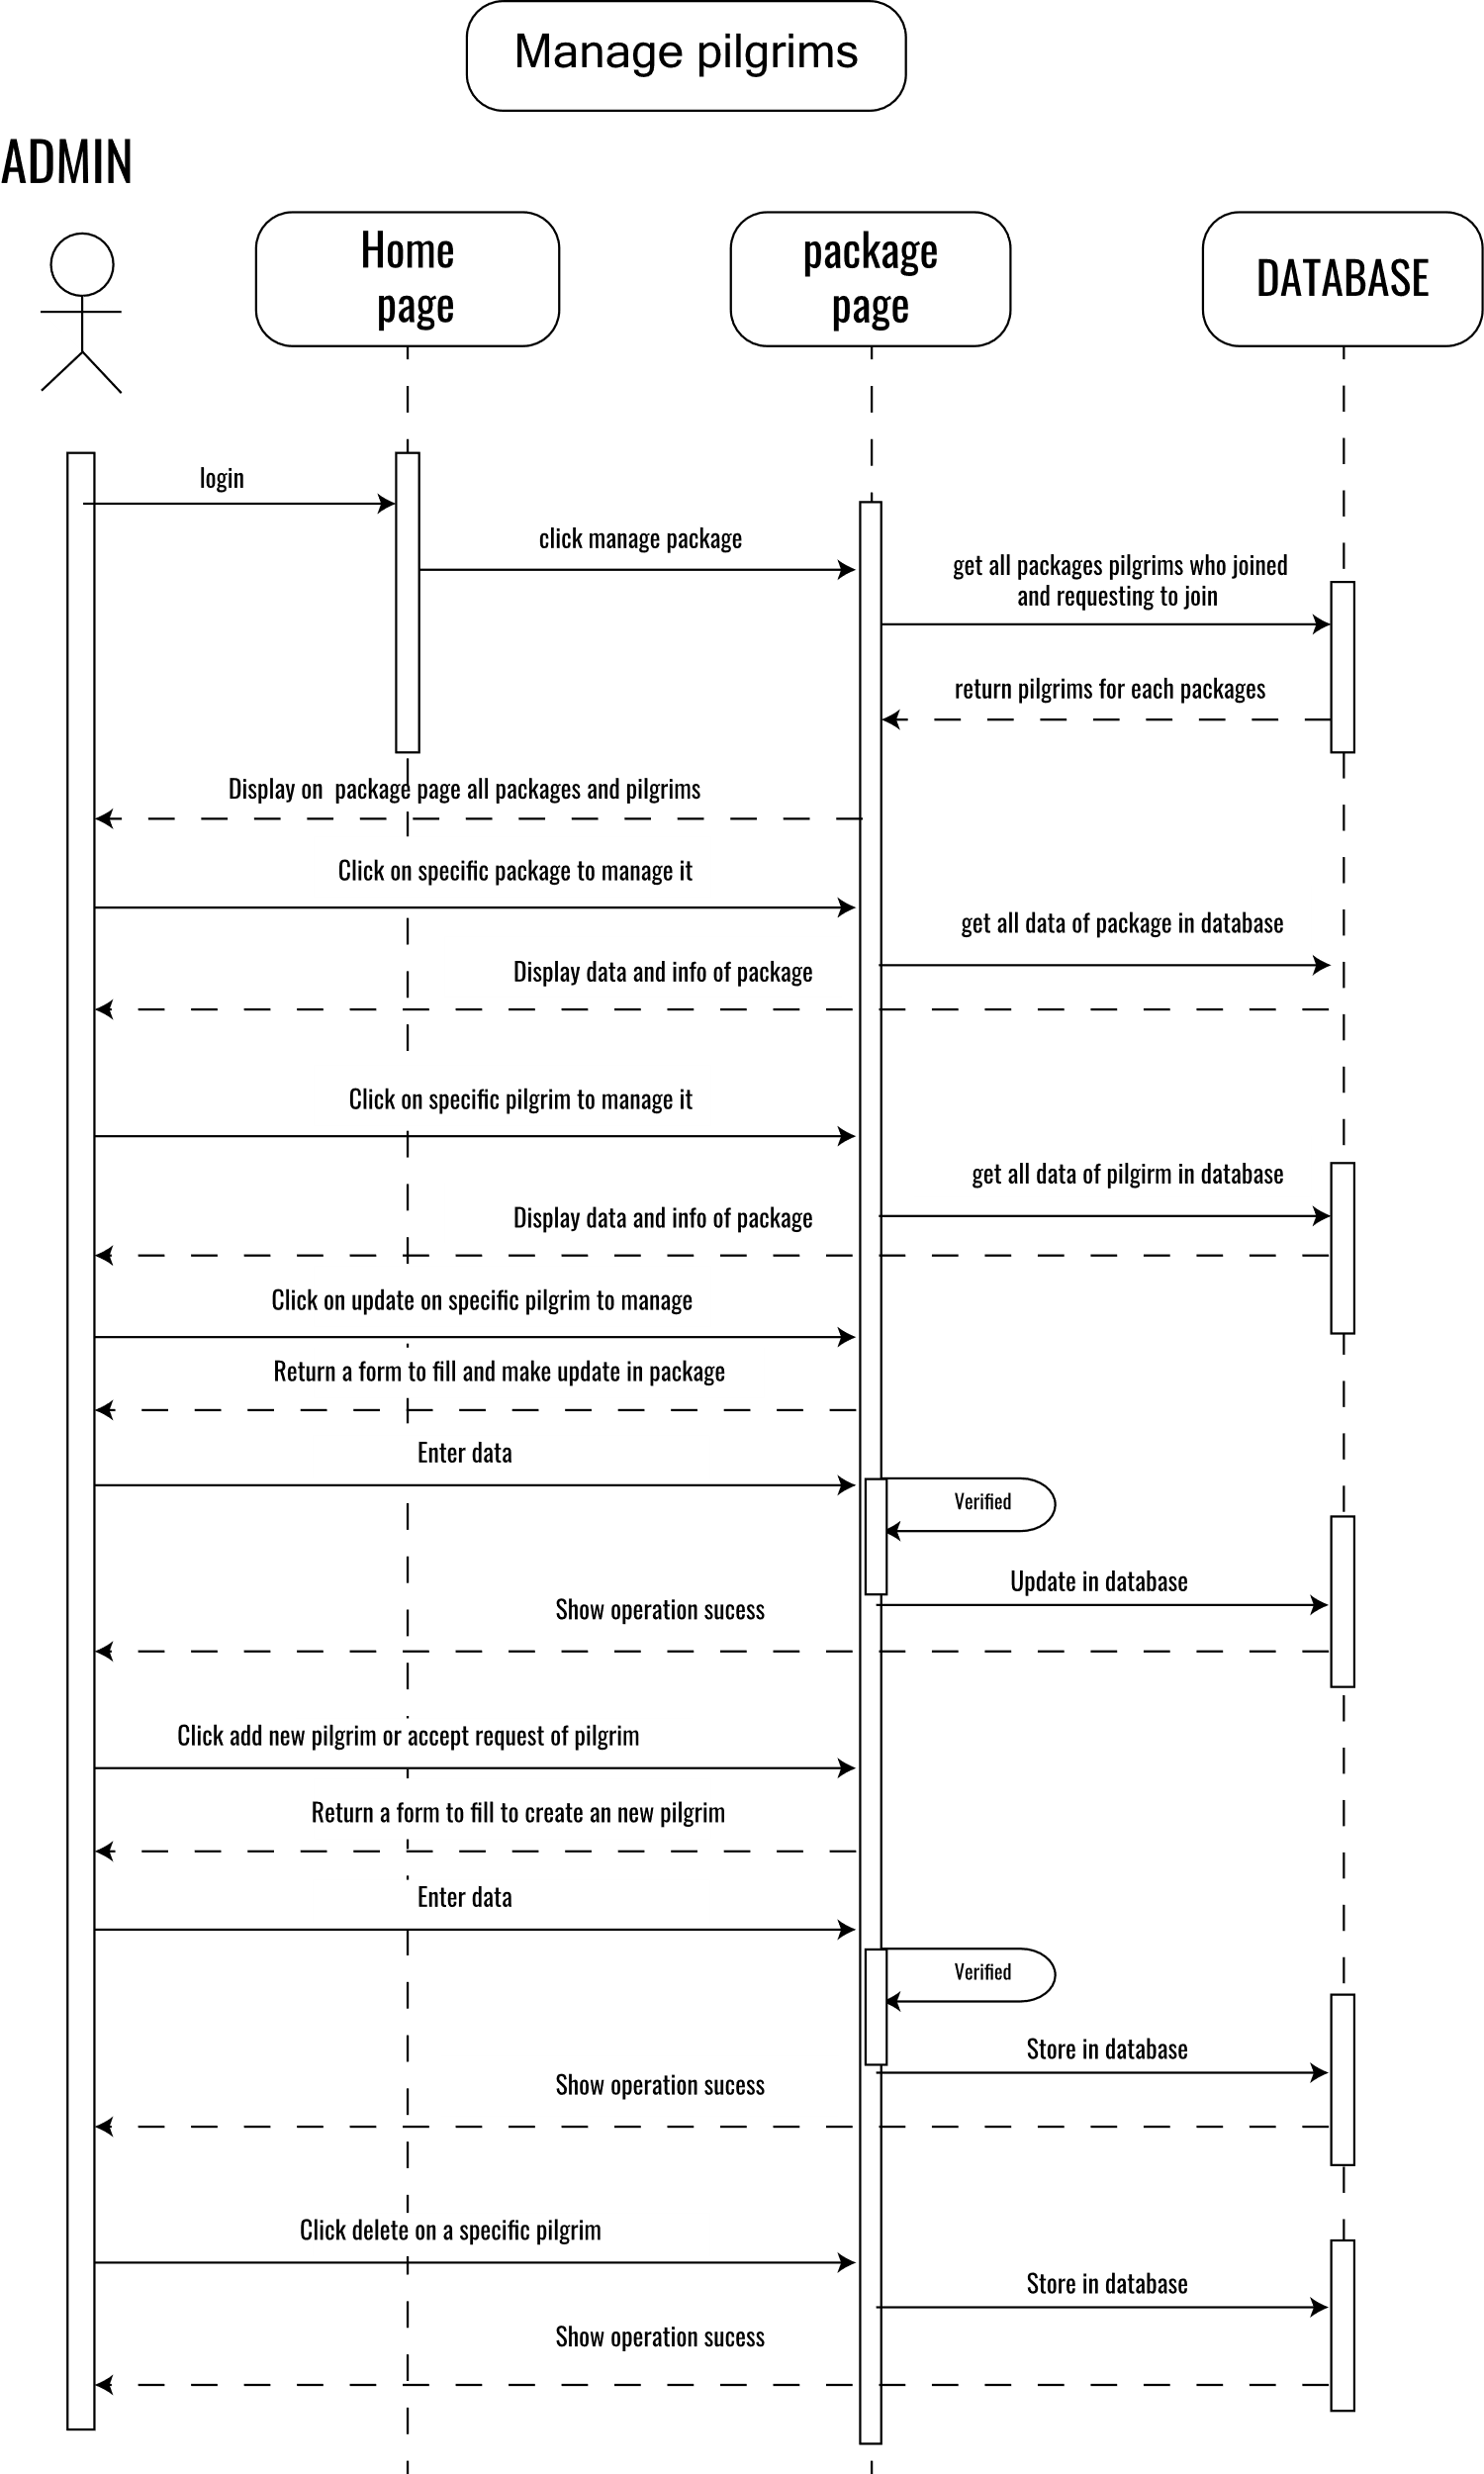 Manage pilgrims
ADMIN
Home
page
package
page
DATABASE
login
click manage package
get all packages pilgrims who joined
and requesting to join
return pilgrims for each packages
Display on package page all packages and pilgrims
Click on specific package to manage it
get all data of package in database
Display data and info of package
Click on specific pilgrim to manage it
get all data of pilgirm in database
Display data and info of package
Click on update on specific pilgrim to manage
Return a form to fill and make update in package
Enter data
Verified
Update in database
Show operation sucess
Click add new pilgrim or accept request of pilgrim
Return a form to fill to create an new pilgrim
Enter data
Verified
Store in database
Show operation sucess
Click delete on a specific pilgrim
Store in database
Show operation sucess